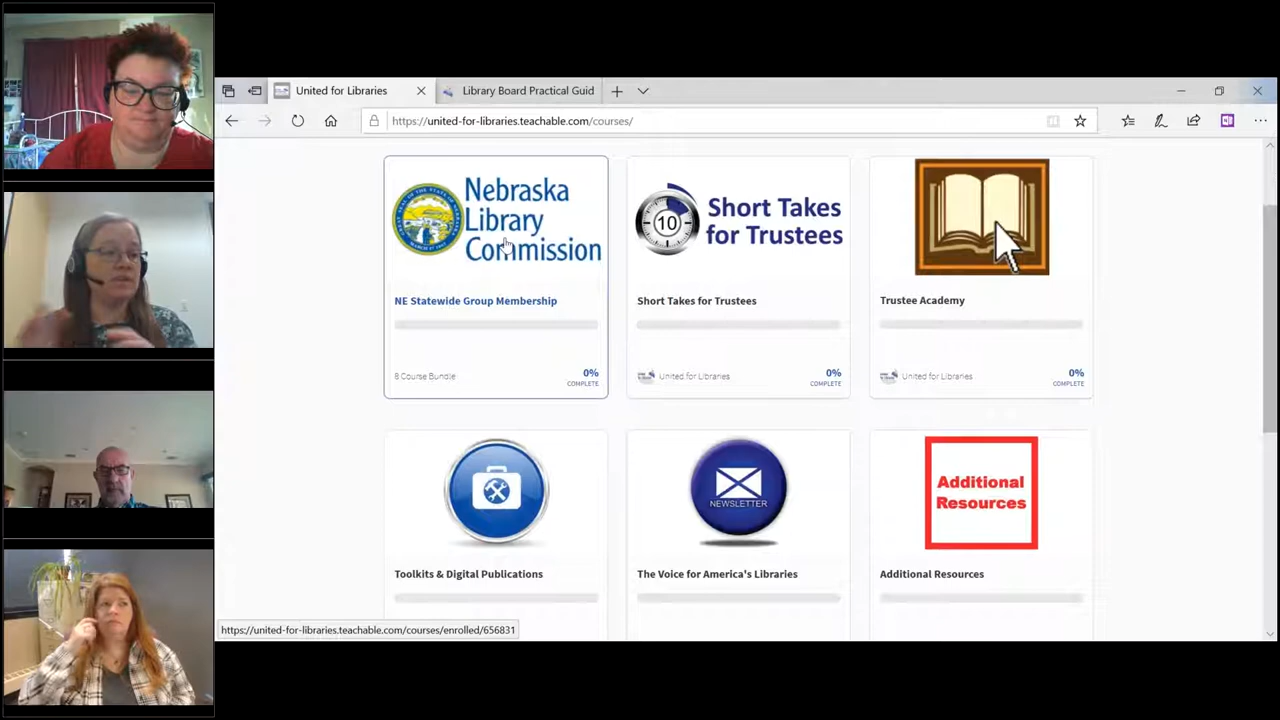 United for Libraries
Library Board Practical Guid
https://united-for-libraries.teachable.com/courses/
Nebraska
Library
Commission
10
Short Takes
for Trustees
NE Statewide Group Membership
Short Takes for Trustees
Trustee Academy
8 Course Bundle
0%
COMPLETE
United for Libraries
0%
COMPLETE
United for Libraries
0%
COMPLETE
NEWSLETTER
Additional
Resources
Toolkits & Digital Publications
The Voice for America's Libraries
Additional Resources
https://united-for-libraries.teachable.com/courses/enrolled/656831